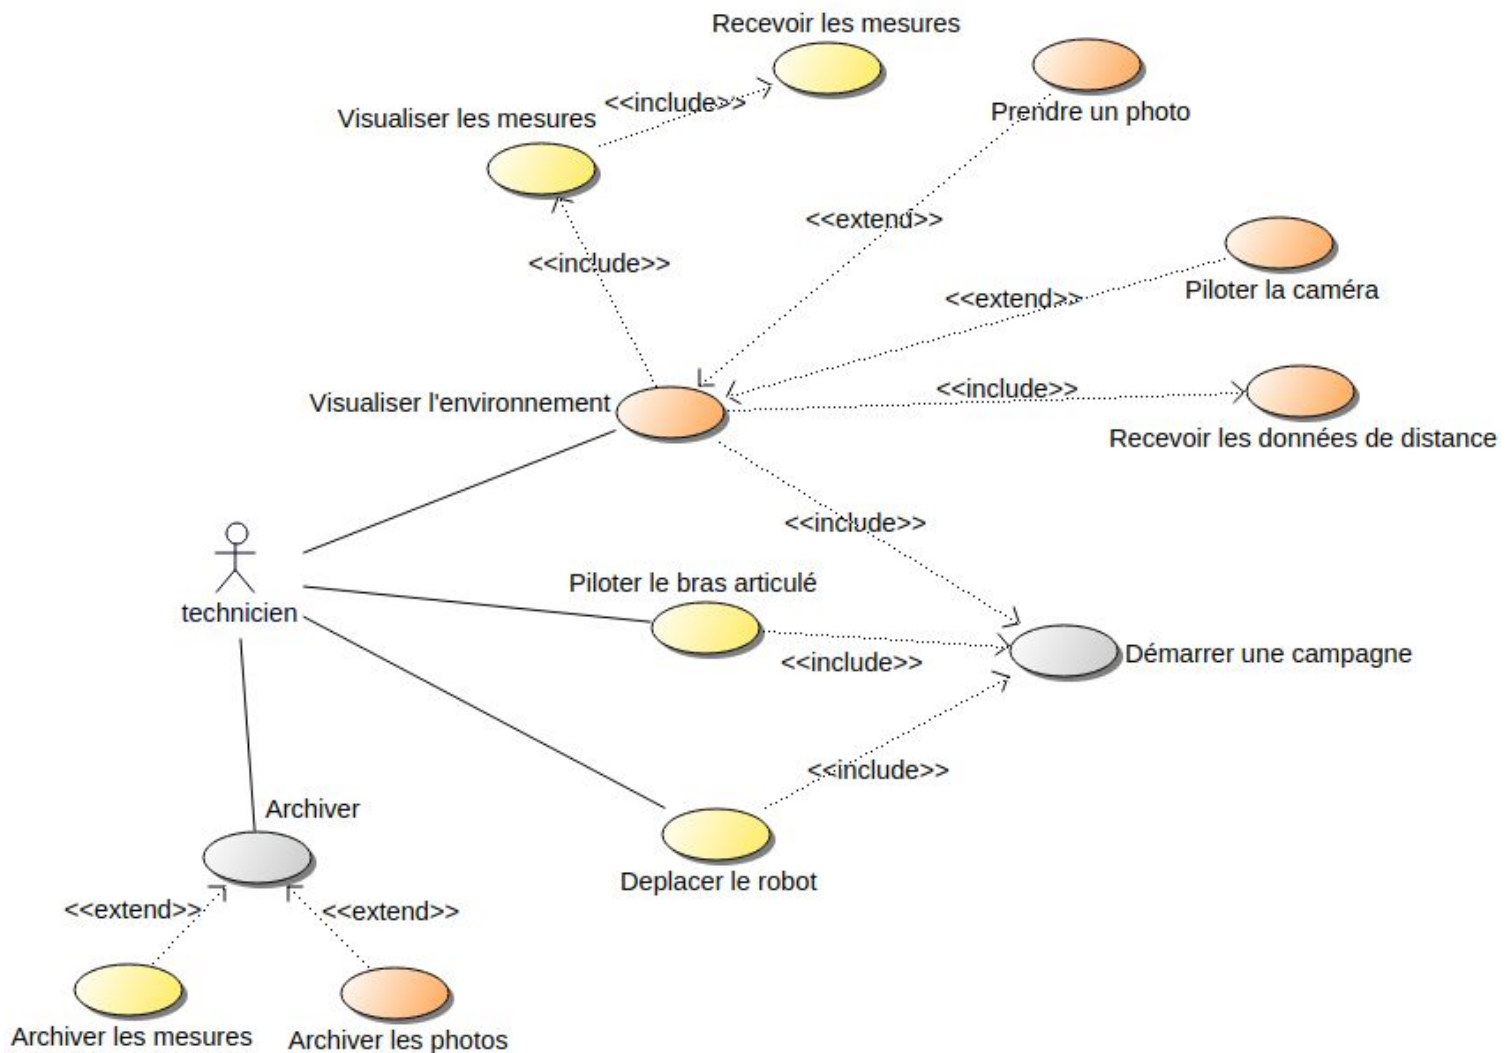 Recevoir les mesures
Prendre un photo
<<include>>
Visualiser les mesures
<<extend>>
<<include>>
Piloter la caméra
<<extend>>
Visualiser l'environnement
<<include>>
Recevoir les données de distance
<<include>>
technicien
Piloter le bras articulé
<<include>>
Démarrer une campagne
<<include>>
Archiver
Deplacer le robot
<<extend>>
<<extend>>
Archiver les mesures
Archiver les photos